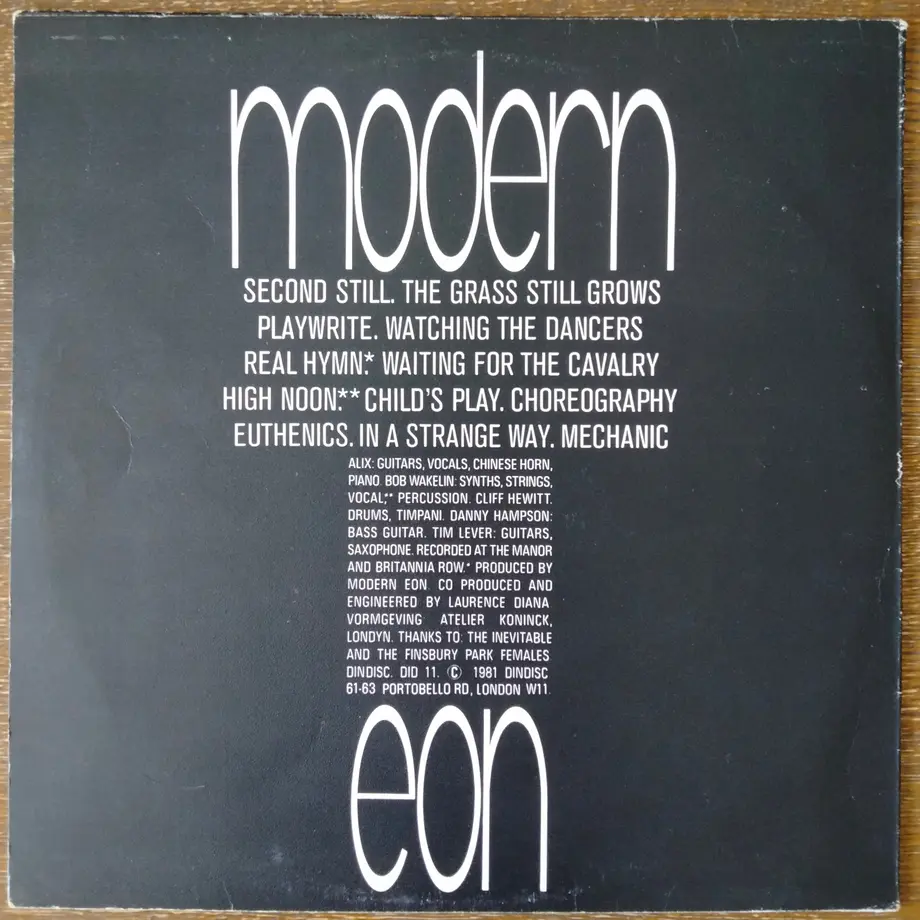 modern
SECOND STILL. THE GRASS STILL GROWS
PLAYWRITE. WATCHING THE DANCERS
REAL HYMN.* WAITING FOR THE CAVALRY
HIGH NOON.** CHILD'S PLAY. CHOREOGRAPHY
EUTHENICS. IN A STRANGE WAY. MECHANIC
ALIX: GUITARS, VOCALS, CHINESE HORN,
PIANO. BOB WAKELIN: SYNTHS, STRINGS,
VOCAL,** PERCUSSION. CLIFF HEWITT.
DRUMS, TIMPANI. DANNY HAMPSON:
BASS GUITAR. TIM LEVER: GUITARS,
SAXOPHONE. RECORDED AT THE MANOR
AND BRITANNIA ROW.* PRODUCED BY
MODERN EON. CO PRODUCED AND
ENGINEERED BY LAURENCE DIANA
VORMGEVING ATELIER KONINCK,
LONDYN. THANKS TO: THE INEVITABLE
AND THE FINSBURY PARK FEMALES
DINDISC. DID 11. © 1981 DINDISC
61-63 PORTOBELLO RD, LONDON W11.
eon